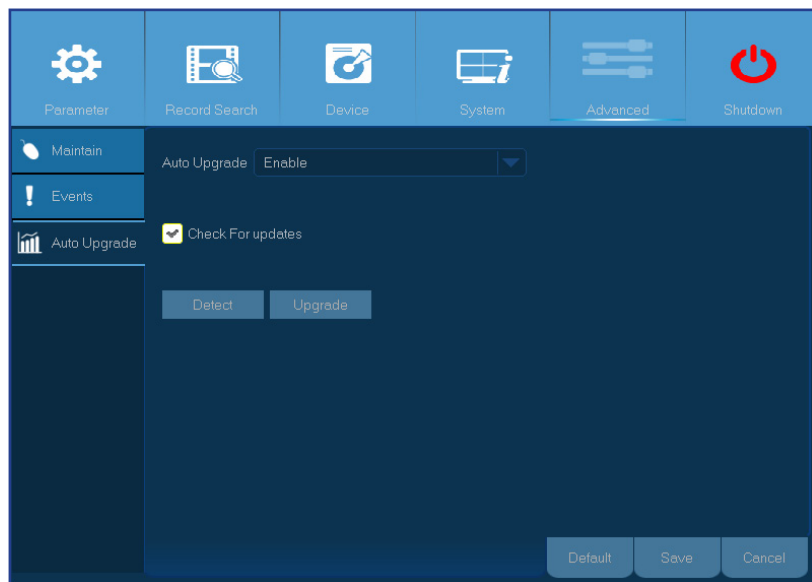 Parameter Record Search Device System Advanced Shutdown
Maintain
Events
Auto Upgrade
Auto Upgrade Enable
Check For updates
Detect Upgrade
Default Save Cancel